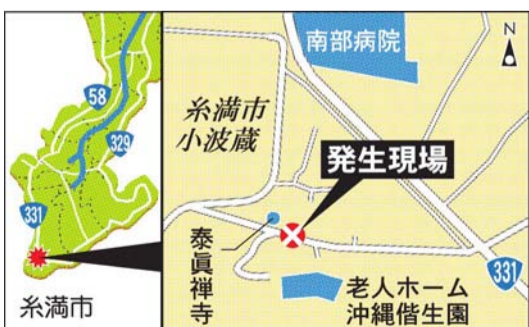 58
329
331
糸満市
南部病院
N
糸満市
小波蔵
発生現場
泰眞禅寺
老人ホーム
沖縄偕生園
331